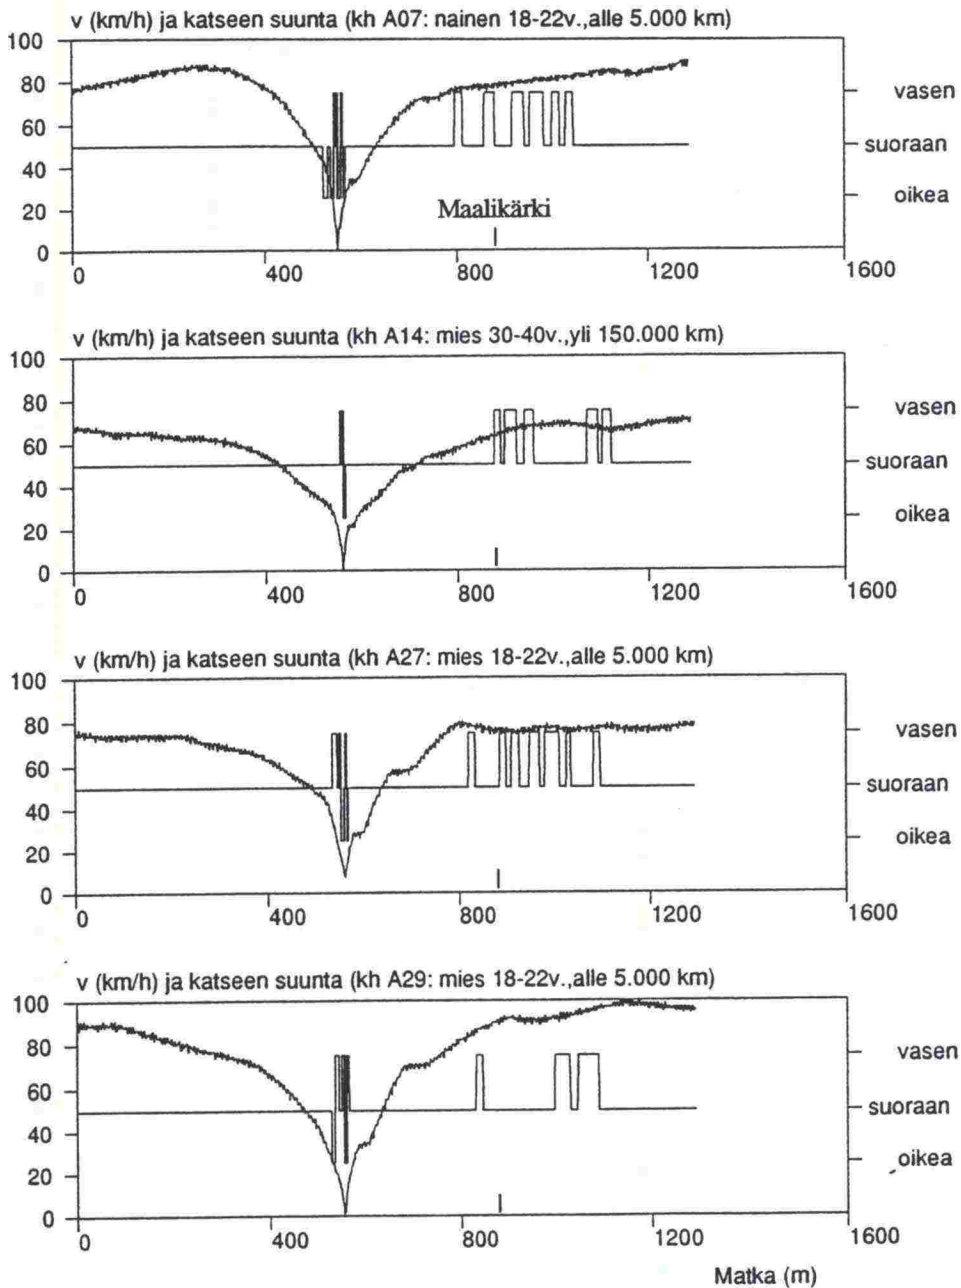 v (km/h) ja katseen suunta (kh A07: nainen 18-22v.,alle 5.000 km)
100
80
60
40
20
0
vasen
suoraan
oikea
Maalikärki
0 400 800 1200 1600
v (km/h) ja katseen suunta (kh A14: mies 30-40v.,yli 150.000 km)
100
80
60
40
20
0
vasen
suoraan
oikea
0 400 800 1200 1600
v (km/h) ja katseen suunta (kh A27: mies 18-22v.,alle 5.000 km)
100
80
60
40
20
0
vasen
suoraan
oikea
0 400 800 1200 1600
v (km/h) ja katseen suunta (kh A29: mies 18-22v.,alle 5.000 km)
100
80
60
40
20
0
vasen
suoraan
oikea
0 400 800 1200 1600
Matka (m)